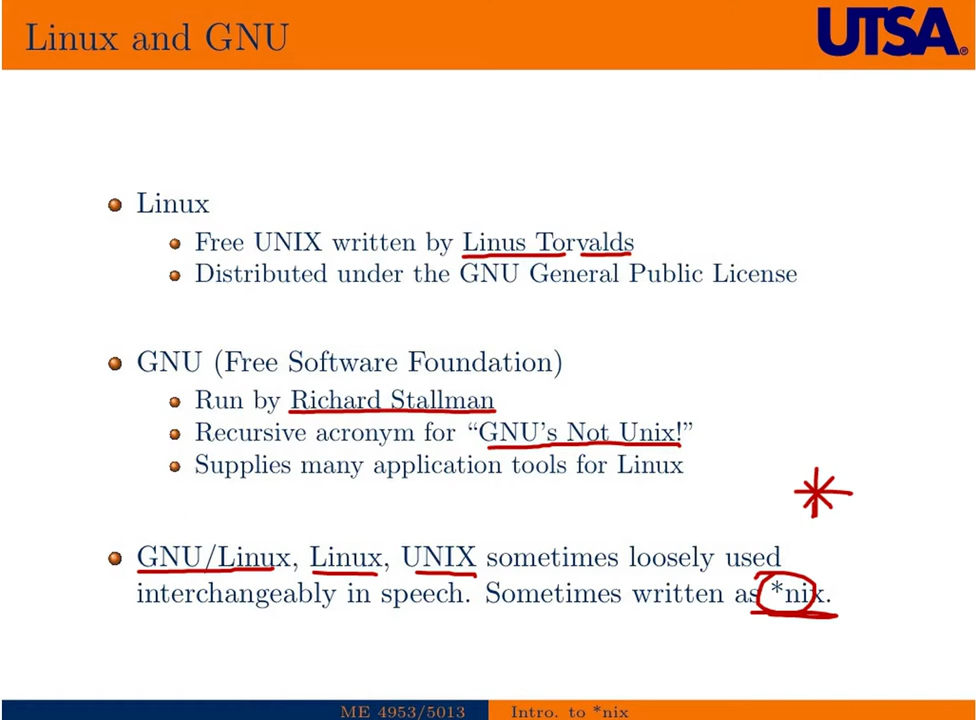 Linux and GNU
UTSA®
Linux
Free UNIX written by Linus Torvalds
Distributed under the GNU General Public License
GNU (Free Software Foundation)
Run by Richard Stallman
Recursive acronym for “GNU's Not Unix!”
Supplies many application tools for Linux
*
GNU/Linux, Linux, UNIX sometimes loosely used
interchangeably in speech. Sometimes written as *nix.
ME 4953/5013 Intro. to *nix